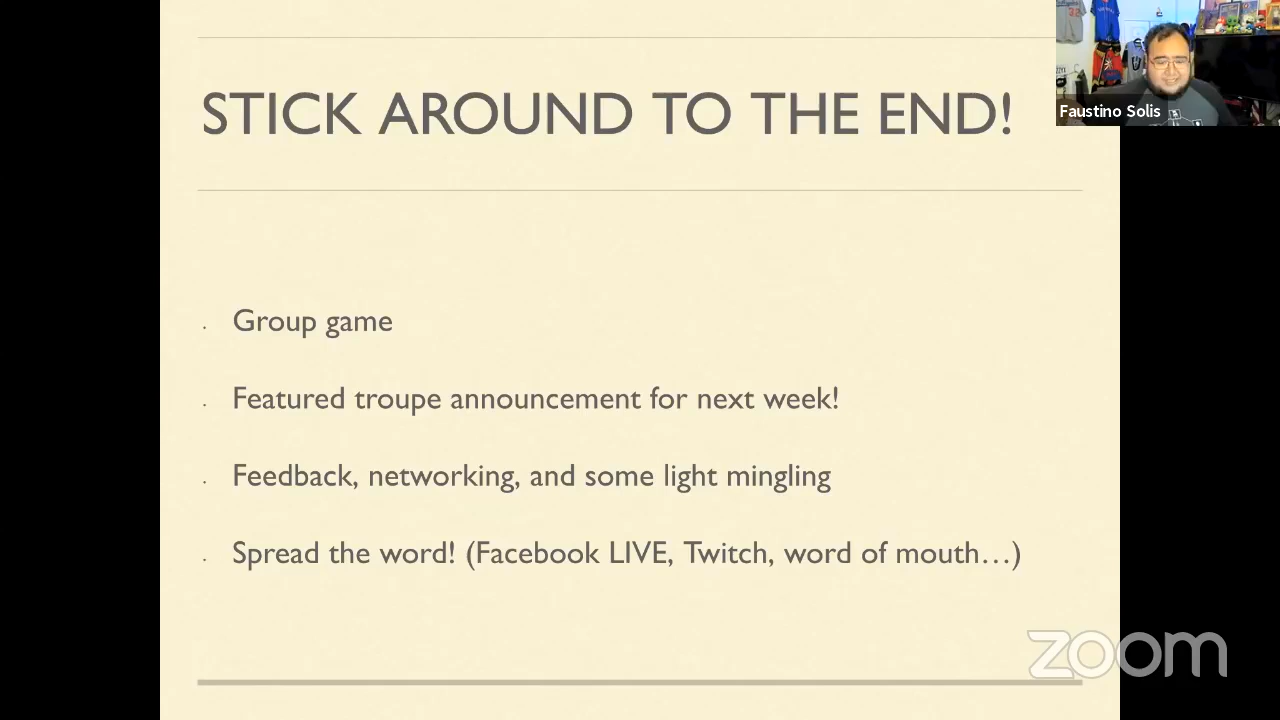 STICK AROUND TO THE END!
Faustino Solis
Group game
Featured troupe announcement for next week!
Feedback, networking, and some light mingling
Spread the word! (Facebook LIVE, Twitch, word of mouth…)
zoom